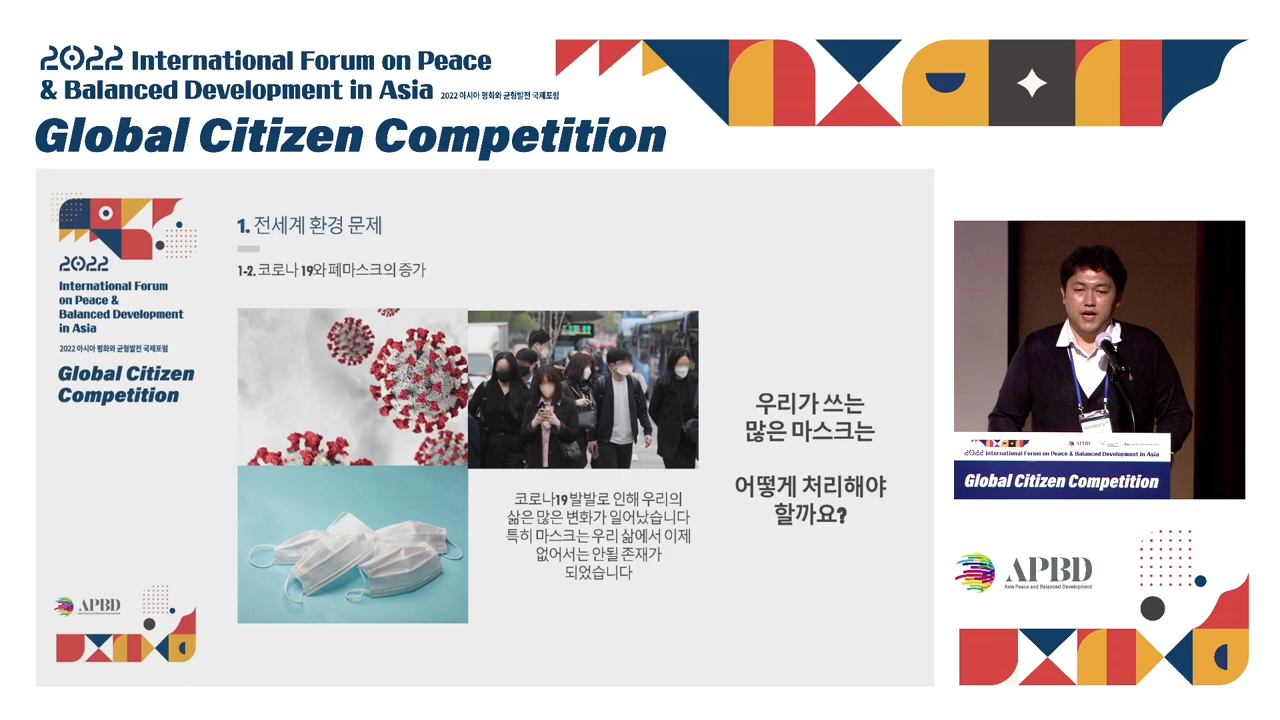 2022 International Forum on Peace
& Balanced Development in Asia 2022 아시아 평화와 균형발전 국제포럼
Global Citizen Competition
2022
International Forum
on Peace &
Balanced Development
in Asia
2022 아시아 평화와 균형발전 국제포럼
Global Citizen
Competition
APBD
Asia Peace and Balanced Development
1. 전세계 환경 문제
1-2. 코로나 19와 폐마스크의 증가
코로나19 발발로 인해 우리의
삶은 많은 변화가 일어났습니다
특히 마스크는 우리 삶에서 이제
없어서는 안될 존재가
되었습니다
우리가 쓰는
많은 마스크는
어떻게 처리해야
할까요?
APBD
2022 International Forum on Peace & Balanced Development in Asia
Global Citizen Competition
APBD
Asia Peace and Balanced Development